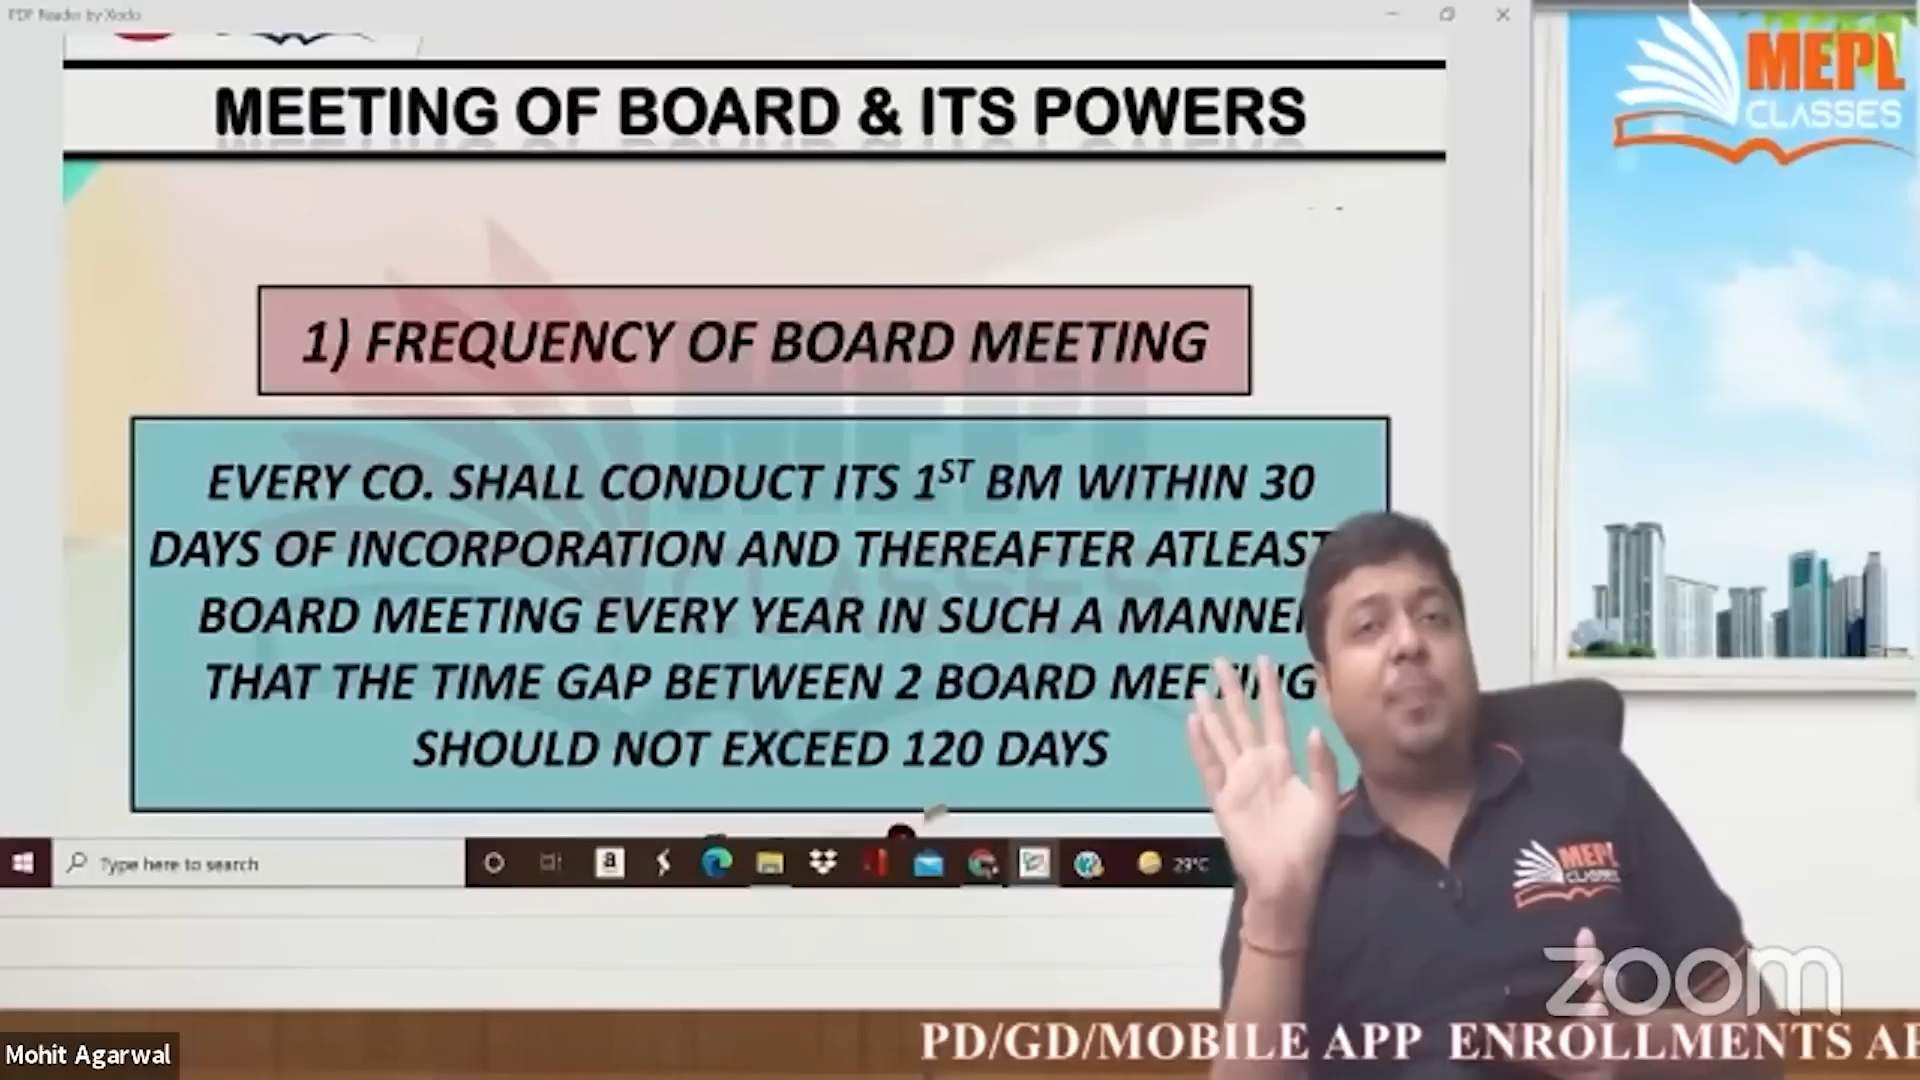 PDF Reader by Xodo
MEPL
CLASSES
MEETING OF BOARD & ITS POWERS
1) FREQUENCY OF BOARD MEETING
EVERY CO. SHALL CONDUCT ITS 1ST BM WITHIN 30
DAYS OF INCORPORATION AND THEREAFTER ATLEAST
BOARD MEETING EVERY YEAR IN SUCH A MANNER
THAT THE TIME GAP BETWEEN 2 BOARD MEETING
SHOULD NOT EXCEED 120 DAYS
Type here to search
29°C
MEPL
CLASSES
zoom
Mohit Agarwal
PD/GD/MOBILE APP ENROLLMENTS AP